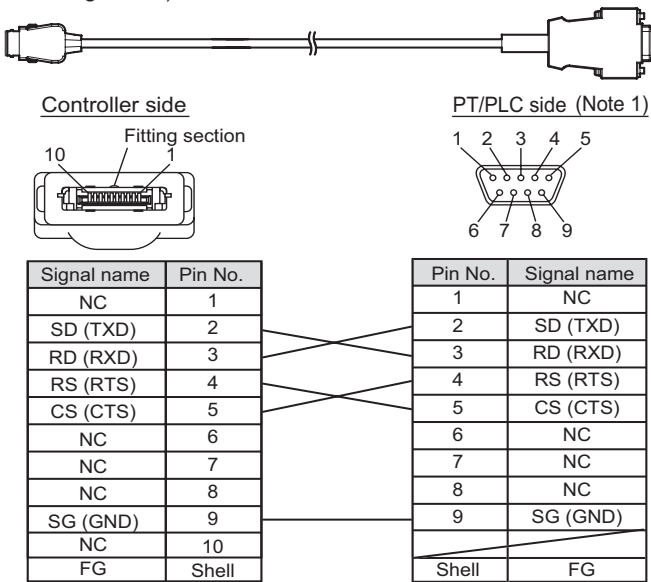 Controller side
PT/PLC side (Note 1)
Fitting section
10 1
1 2 3 4 5
6 7 8 9
Signal name Pin No. Pin No. Signal name
NC 1 1 NC
SD (TXD) 2 2 SD (TXD)
RD (RXD) 3 3 RD (RXD)
RS (RTS) 4 4 RS (RTS)
CS (CTS) 5 5 CS (CTS)
NC 6 6 NC
NC 7 7 NC
NC 8 8 NC
SG (GND) 9 9 SG (GND)
NC 10
FG Shell Shell FG